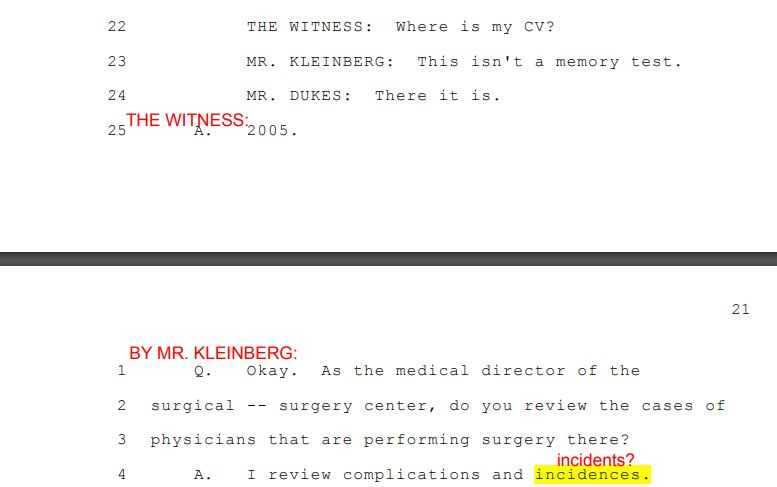 22 THE WITNESS: Where is my CV?
23 MR. KLEINBERG: This isn't a memory test.
24 MR. DUKES: There it is.
THE WITNESS:
25 A. 2005.
21
BY MR. KLEINBERG:
1 Q. Okay. As the medical director of the
2 surgical -- surgery center, do you review the cases of
3 physicians that are performing surgery there?
incidents?
4 A. I review complications and incidences.